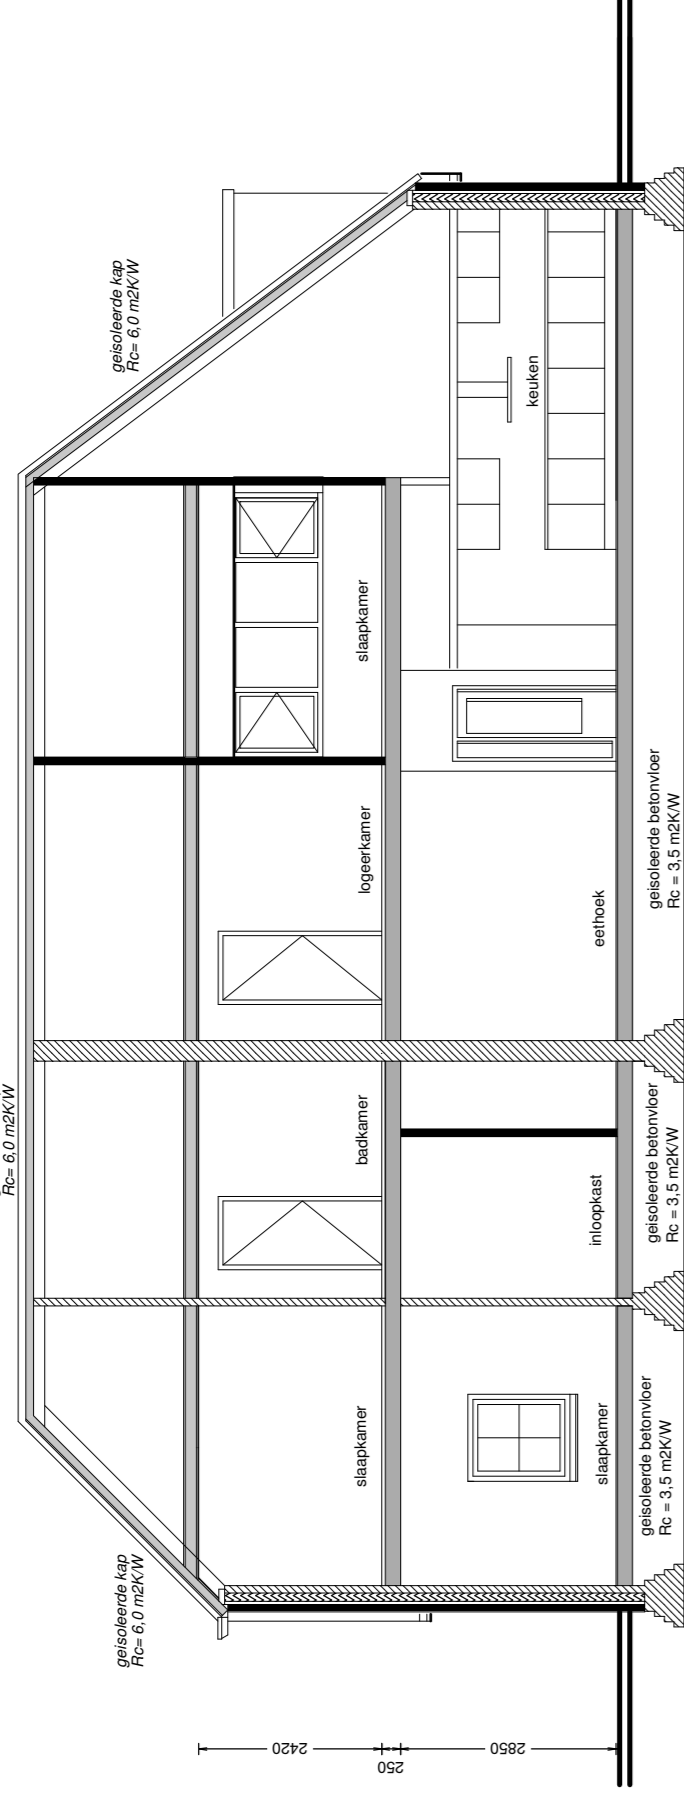 geisoleerde kap
Rc= 6,0 m2K/W
Rc= 6,0 m2K/W
geisoleerde kap
Rc= 6,0 m2K/W
2420
250
2850
slaapkamer
badkamer
logeerkamer
slaapkamer
slaapkamer
inloopkast
eethoek
keuken
geisoleerde betonvloer
Rc = 3,5 m2K/W
geisoleerde betonvloer
Rc = 3,5 m2K/W
geisoleerde betonvloer
Rc = 3,5 m2K/W